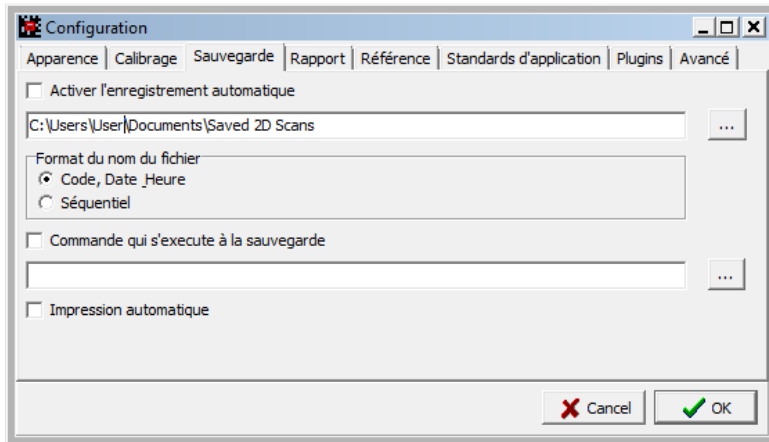 Configuration
Apparence Calibrage Sauvegarde Rapport Référence Standards d'application Plugins Avancé
Activer l'enregistrement automatique
C:\Users\User\Documents\Saved 2D Scans
...
Format du nom du fichier
Code, Date_Heure
Séquentiel
Commande qui s'execute à la sauvegarde
...
Impression automatique
Cancel OK